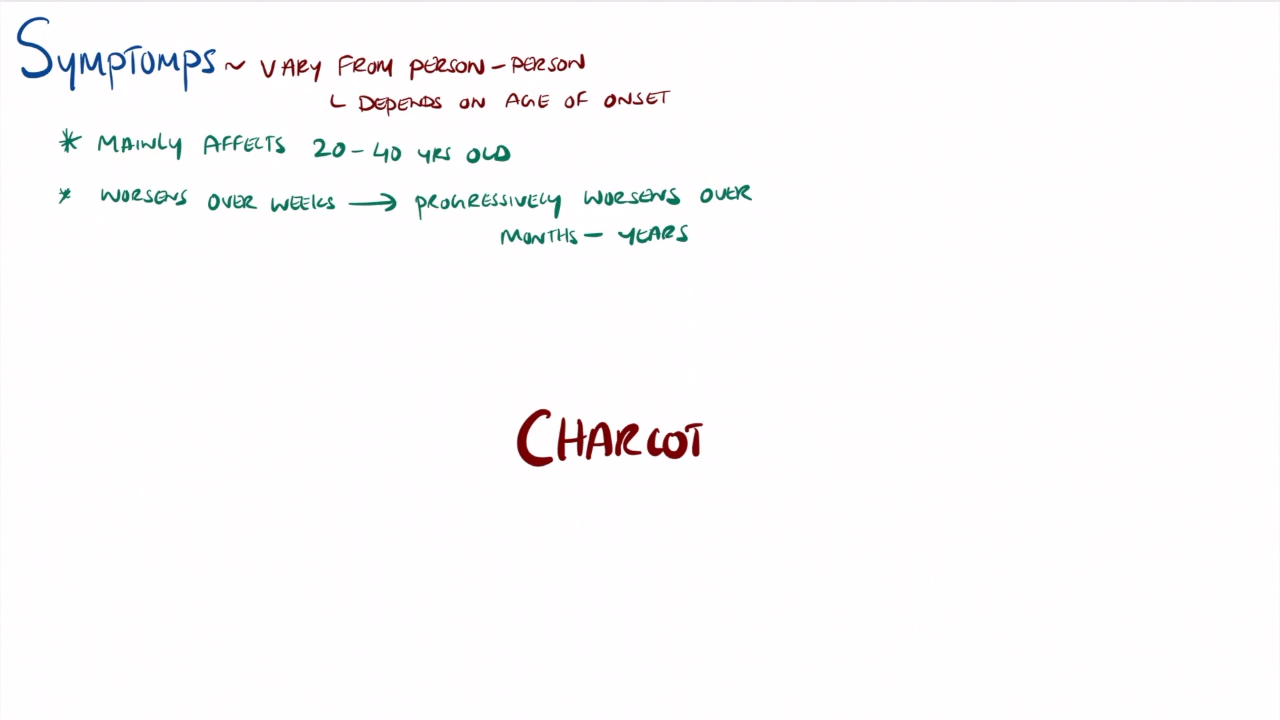 SYMPTOMPS ~ VARY FROM PERSON - PERSON
└ DEPENDS ON AGE OF ONSET
* MAINLY AFFECTS 20 - 40 YRS OLD
* WORSENS OVER WEEKS → PROGRESSIVELY WORSENS OVER
MONTHS - YEARS
CHARCOT